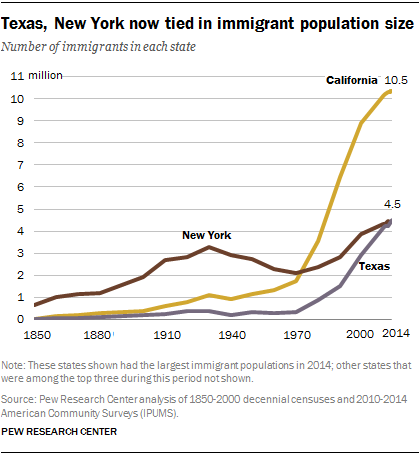 Texas, New York now tied in immigrant population size
Number of immigrants in each state
11 million
California 10.5
10
9
8
7
6
5
4.5
4
New York
3
Texas
2
1
0
1850 1880 1910 1940 1970 2000 2014
Note: These states shown had the largest immigrant populations in 2014; other states that
were among the top three during this period not shown.
Source: Pew Research Center analysis of 1850-2000 decennial censuses and 2010-2014
American Community Surveys (IPUMS).
PEW RESEARCH CENTER